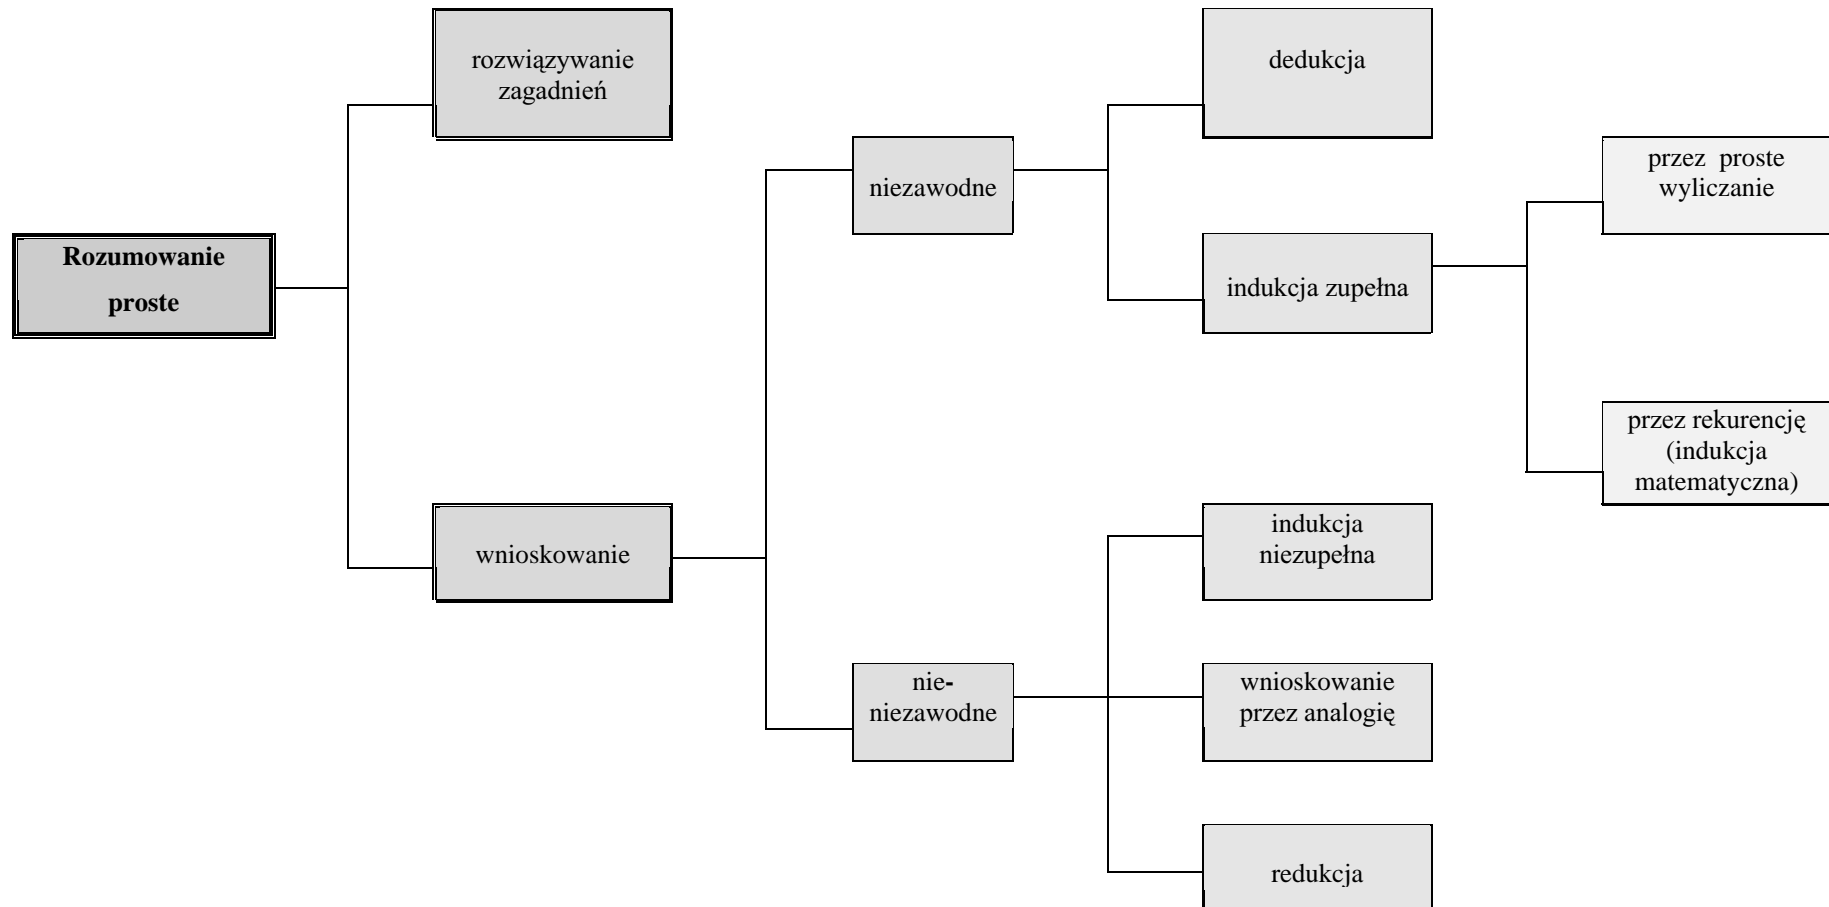 rozwiązywanie
zagadnień
dedukcja
niezawodne
przez proste
wyliczanie
Rozumowanie
proste
indukcja zupełna
przez rekurencję
(indukcja
matematyczna)
wnioskowanie
indukcja
niezupełna
nie-
niezawodne
wnioskowanie
przez analogię
redukcja